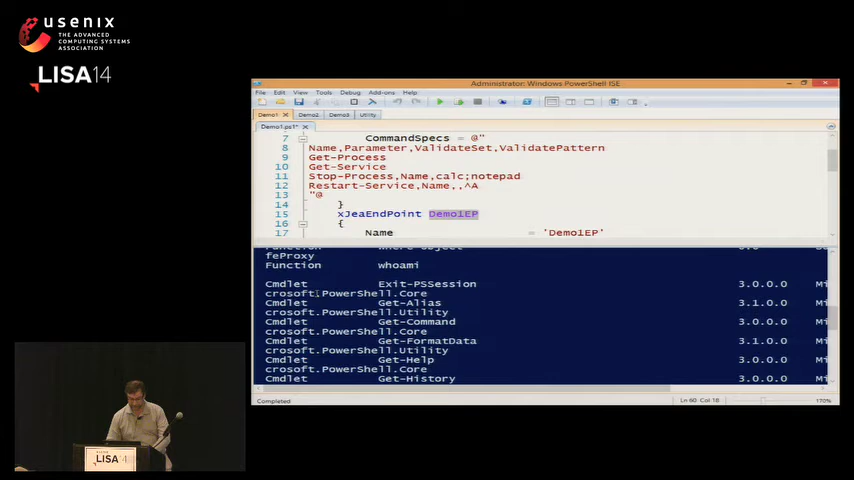 usenix
THE ADVANCED
COMPUTING SYSTEMS
ASSOCIATION
LISA14
Administrator: Windows PowerShell ISE
File Edit View Tools Debug Add-ons Help
Demo1 Demo2 Demo3 Utility
Demo1.ps1*
7 CommandSpecs = @"
8 Name,Parameter,ValidateSet,ValidatePattern
9 Get-Process
10 Get-Service
11 Stop-Process,Name,calc;notepad
12 Restart-Service,Name,,^A
13 "@
14 }
15 xJeaEndPoint Demo1EP
16 {
17 Name = 'Demo1EP'
feProxy
Function whoami
Cmdlet Exit-PSSession 3.0.0.0 Mi
crosoft.PowerShell.Core
Cmdlet Get-Alias 3.1.0.0 Mi
crosoft.PowerShell.Utility
Cmdlet Get-Command 3.0.0.0 Mi
crosoft.PowerShell.Core
Cmdlet Get-FormatData 3.1.0.0 Mi
crosoft.PowerShell.Utility
Cmdlet Get-Help 3.0.0.0 Mi
crosoft.PowerShell.Core
Cmdlet Get-History 3.0.0.0 Mi
Completed Ln 60 Col 18 170%
LISA14